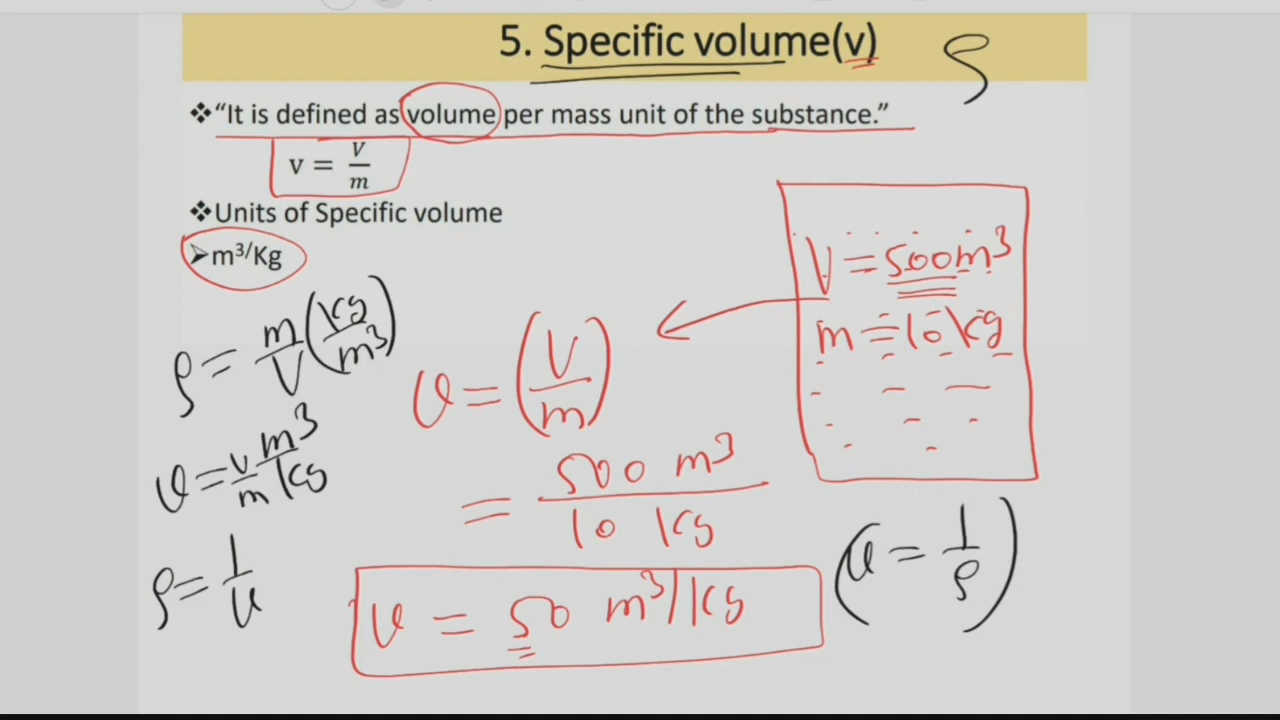 5. Specific volume(v) ρ
❖“It is defined as volume per mass unit of the substance.”
v = V/m
❖Units of Specific volume
➢m³/Kg
V = 500m³
m = 10 kg
ρ = m/V (kg/m³)
v = (V/m)
v = v/m m³/kg
= 500 m³/10 kg
ρ = 1/v
(v = 1/ρ)
v = 50 m³/kg